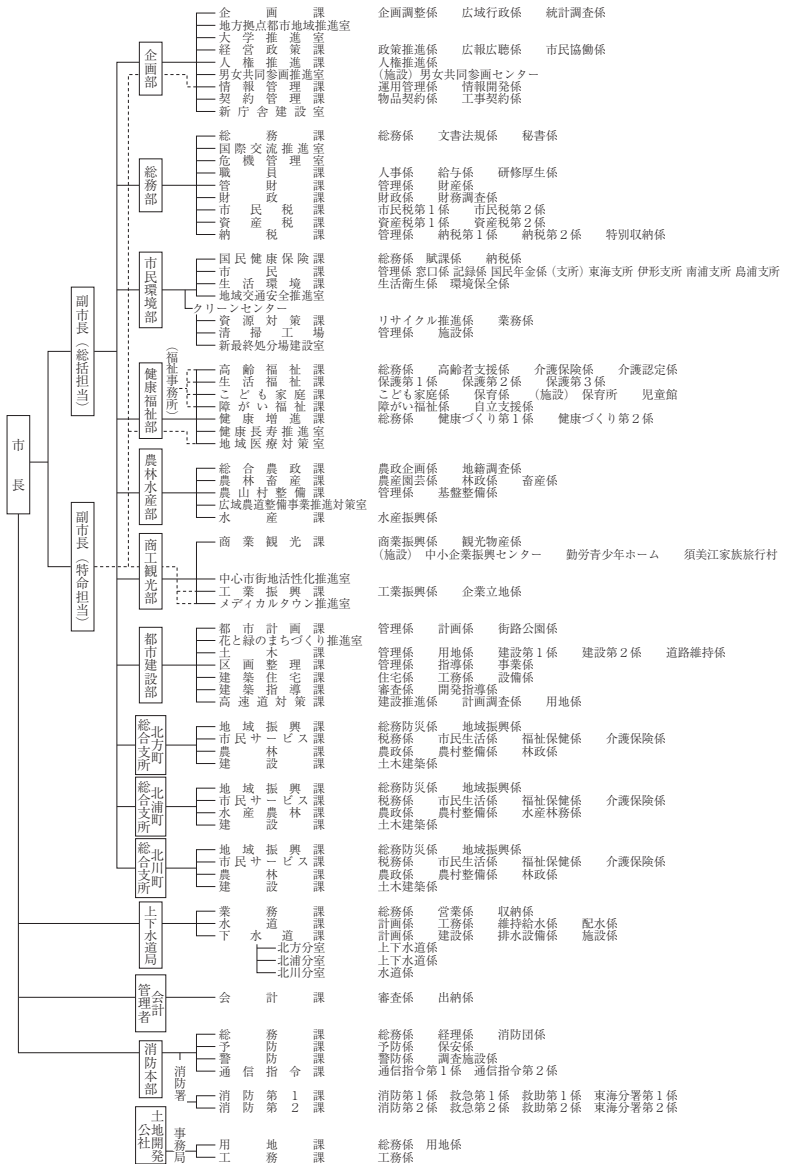 市長
副市長（総括担当）
副市長（特命担当）
企画部
企画課 企画調整係 広域行政係 統計調査係
地方拠点都市地域推進室
大学推進室
経営政策課 政策推進係 広報広聴係 市民協働係
人権推進課 人権推進係
男女共同参画推進室 (施設) 男女共同参画センター
情報管理課 運用管理係 情報開発係
契約管理課 物品契約係 工事契約係
新庁舎建設室
総務部
総務課 総務係 文書法規係 秘書係
国際交流推進室
危機管理室
職員課 人事係 給与係 研修厚生係
管財課 管理係 財産係
財政課 財政係 財務調査係
市民税課 市民税第1係 市民税第2係
資産税課 資産税第1係 資産税第2係
納税課 管理係 納税第1係 納税第2係 特別収納係
市民環境部
国民健康保険課 総務係 賦課係 納税係
市民課 管理係 窓口係 記録係 国民年金係 (支所) 東海支所 伊形支所 南浦支所 島浦支所
生活環境課 生活衛生係 環境保全係
地域交通安全推進室
クリーンセンター
資源対策課 リサイクル推進係 業務係
清掃工場 管理係 施設係
新最終処分場建設室
健康福祉部
(福祉事務所)
高齢福祉課 総務係 高齢者支援係 介護保険係 介護認定係
生活福祉課 保護第1係 保護第2係 保護第3係
こども家庭課 こども家庭係 保育係 (施設) 保育所 児童館
障がい福祉課 障がい福祉係 自立支援係
健康増進課 総務係 健康づくり第1係 健康づくり第2係
健康長寿推進室
地域医療対策室
農林水産部
総合農政課 農政企画係 地籍調査係
農林畜産課 農産園芸係 林政係 畜産係
農山村整備課 管理係 基盤整備係
広域農道整備事業推進対策室
水産課 水産振興係
商工観光部
商業観光課 商業振興係 観光物産係
(施設) 中小企業振興センター 勤労青少年ホーム 須美江家族旅行村
中心市街地活性化推進室
工業振興課 工業振興係 企業立地係
メディカルタウン推進室
都市建設部
都市計画課 管理係 計画係 街路公園係
花と緑のまちづくり推進室
土木課 管理係 用地係 建設第1係 建設第2係 道路維持係
区画整理課 管理係 指導係 事業係
建築住宅課 住宅係 工務係 設備係
建築指導課 審査係 開発指導係
高速道対策課 建設推進係 計画調査係 用地係
北方町総合支所
地域振興課 総務防災係 地域振興係
市民サービス課 税務係 市民生活係 福祉保健係 介護保険係
農林課 農政係 農村整備係 林政係
建設課 土木建築係
北浦町総合支所
地域振興課 総務防災係 地域振興係
市民サービス課 税務係 市民生活係 福祉保健係 介護保険係
水産農林課 農政係 農村整備係 水産林務係
建設課 土木建築係
北川町総合支所
地域振興課 総務防災係 地域振興係
市民サービス課 税務係 市民生活係 福祉保健係 介護保険係
農林課 農政係 農村整備係 林政係
建設課 土木建築係
上下水道局
業務課 総務係 営業係 収納係
水道課 計画係 工務係 維持給水係 配水係
下水道課 計画係 建設係 排水設備係 施設係
北方分室 上下水道係
北浦分室 上下水道係
北川分室 水道係
会計管理者
会計課 審査係 出納係
消防本部
総務課 総務係 経理係 消防団係
予防課 予防係 保安係
警防課 警防係 調査施設係
通信指令課 通信指令第1係 通信指令第2係
消防署
消防第1課 消防第1係 救急第1係 救助第1係 東海分署第1係
消防第2課 消防第2係 救急第2係 救助第2係 東海分署第2係
土地開発公社
事務局
用地課 総務係 用地係
工務課 工務係